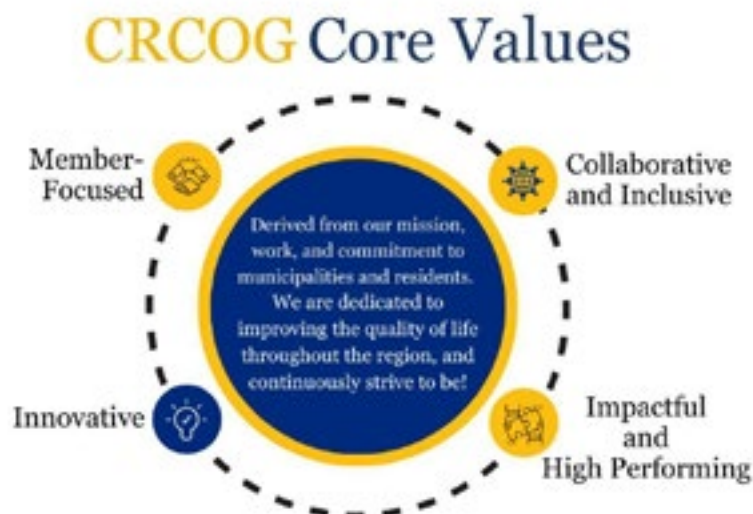 CRCOG Core Values
Member-
Focused
Collaborative
and Inclusive
Derived from our mission,
work, and commitment to
municipalities and residents.
We are dedicated to
improving the quality of life
throughout the region, and
continuously strive to be!
Innovative
Impactful
and
High Performing